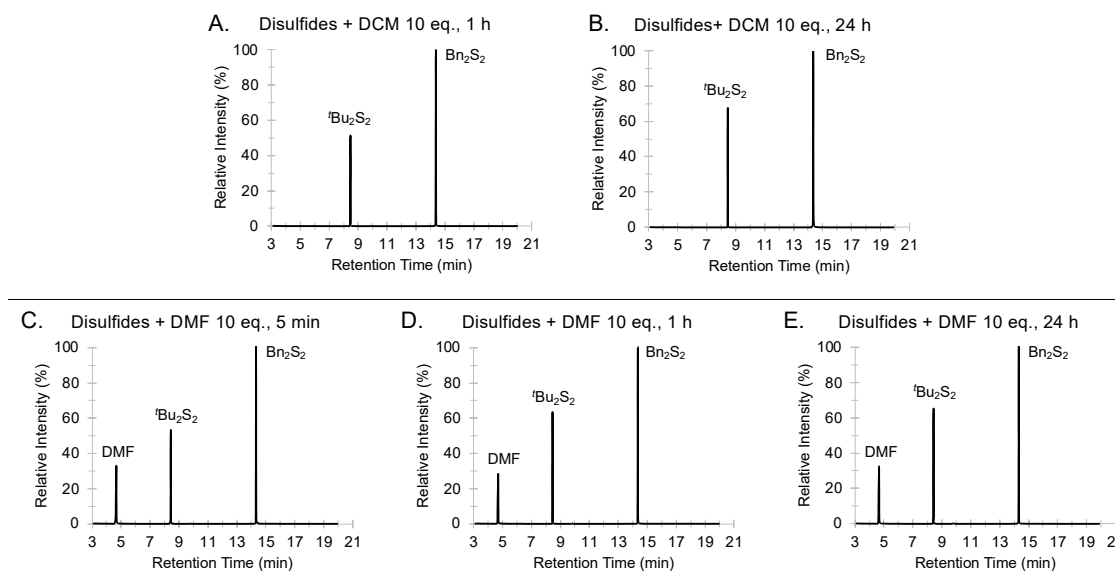 A. Disulfides + DCM 10 eq., 1 h
Relative Intensity (%)
100
80
60
40
20
0
ᵗBu₂S₂
Bn₂S₂
3 5 7 9 11 13 15 17 19 21
Retention Time (min)
B. Disulfides+ DCM 10 eq., 24 h
Relative Intensity (%)
100
80
60
40
20
0
ᵗBu₂S₂
Bn₂S₂
3 5 7 9 11 13 15 17 19 21
Retention Time (min)
C. Disulfides + DMF 10 eq., 5 min
Relative Intensity (%)
100
80
60
40
20
0
DMF
ᵗBu₂S₂
Bn₂S₂
3 5 7 9 11 13 15 17 19 21
Retention Time (min)
D. Disulfides + DMF 10 eq., 1 h
Relative Intensity (%)
100
80
60
40
20
0
DMF
ᵗBu₂S₂
Bn₂S₂
3 5 7 9 11 13 15 17 19 21
Retention Time (min)
E. Disulfides + DMF 10 eq., 24 h
Relative Intensity (%)
100
80
60
40
20
0
DMF
ᵗBu₂S₂
Bn₂S₂
3 5 7 9 11 13 15 17 19
Retention Time (min)